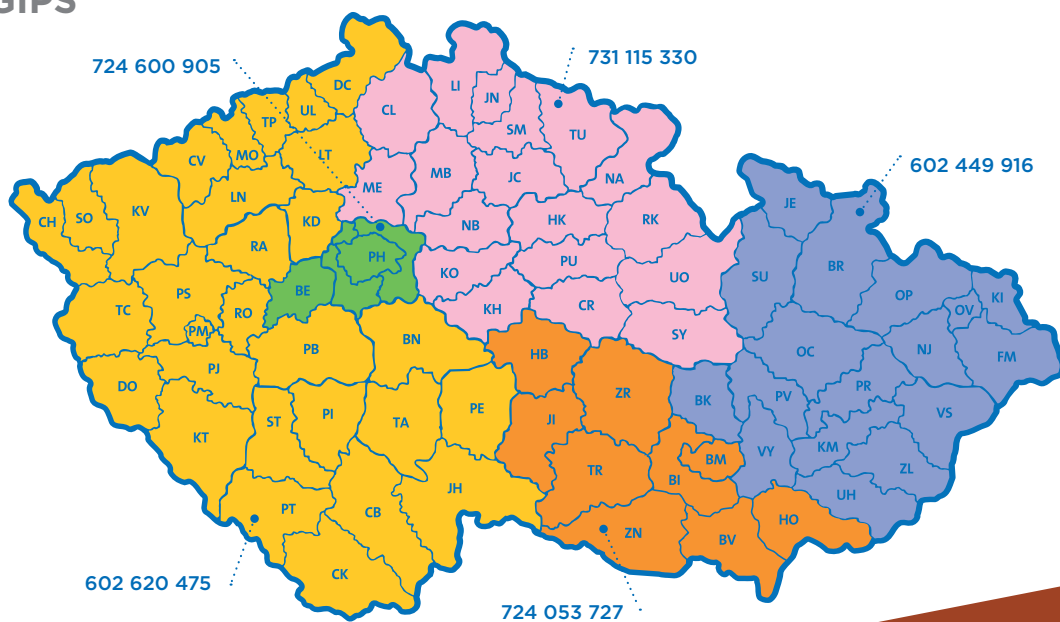 GIPS
724 600 905
731 115 330
602 449 916
DC
UL
TP
MO
CV
LT
LN
KV
SO
CH
KD
RA
PS
RO
TC
PM
PJ
DO
KT
PB
BN
ST
PI
TA
PE
PT
CB
JH
CK
CL
LI
JN
SM
TU
ME
MB
JC
NA
NB
HK
RK
KO
PU
UO
KH
CR
SY
PH
BE
HB
ZR
JI
TR
BM
BI
ZN
BV
HO
JE
SU
BR
OP
KI
OV
OC
NJ
FM
BK
PV
PR
VS
VY
KM
ZL
UH
602 620 475
724 053 727